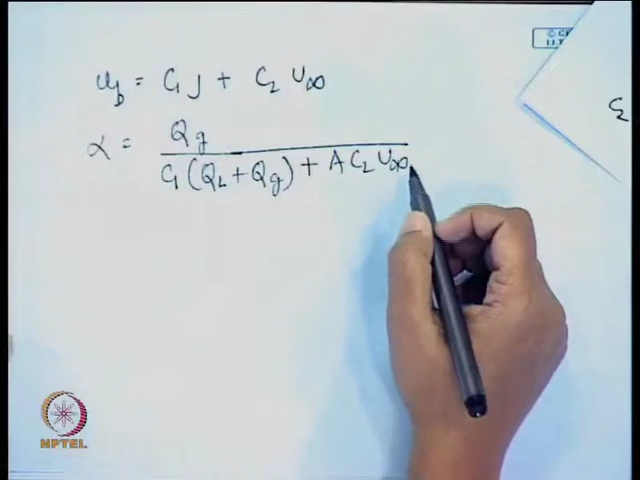 u_b = C₁ j + C₂ U∞
α = Q_g / C₁(Q_L + Q_g) + A C₂ U∞
Σ
NPTEL